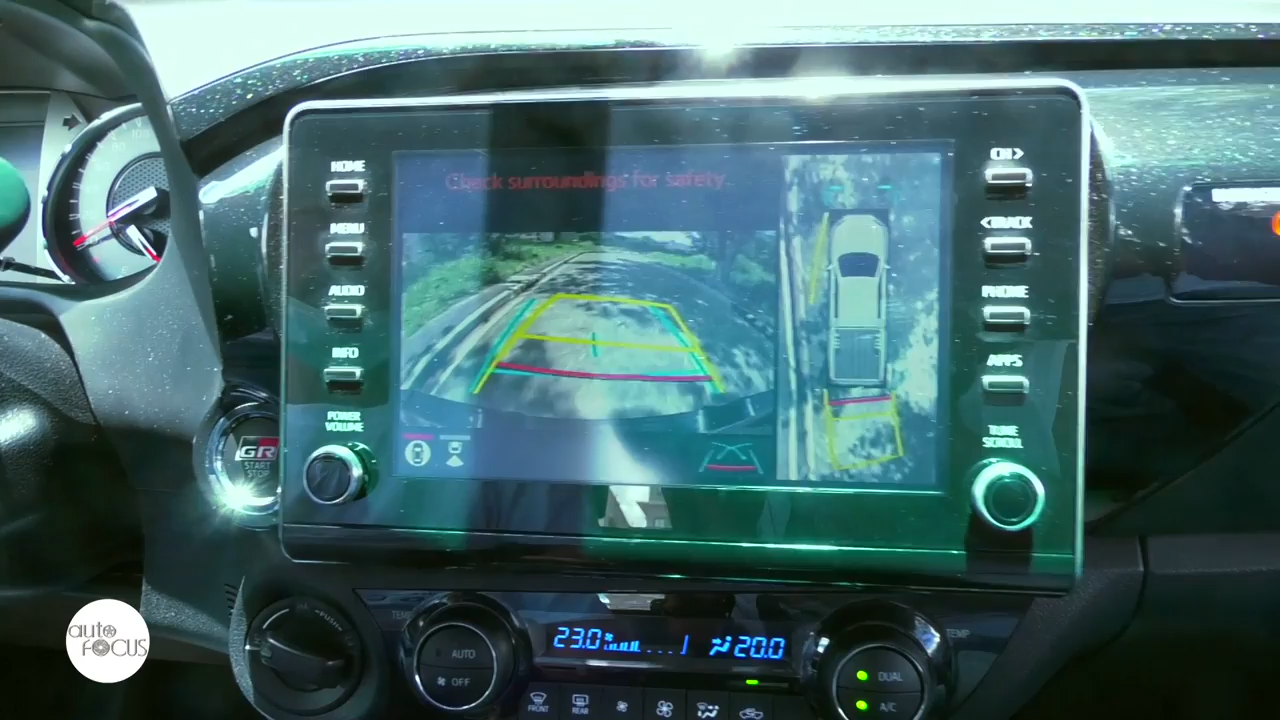 Check surroundings for safety
HOME
MENU
AUDIO
INFO
POWER
VOLUME
<TRACK
PHONE
APPS
TUNE
SCROLL
GR
START
STOP
23.0
20.0
AUTO
OFF
TEMP
DUAL
A/C
FRONT
REAR
PUSH
auto
FOCUS